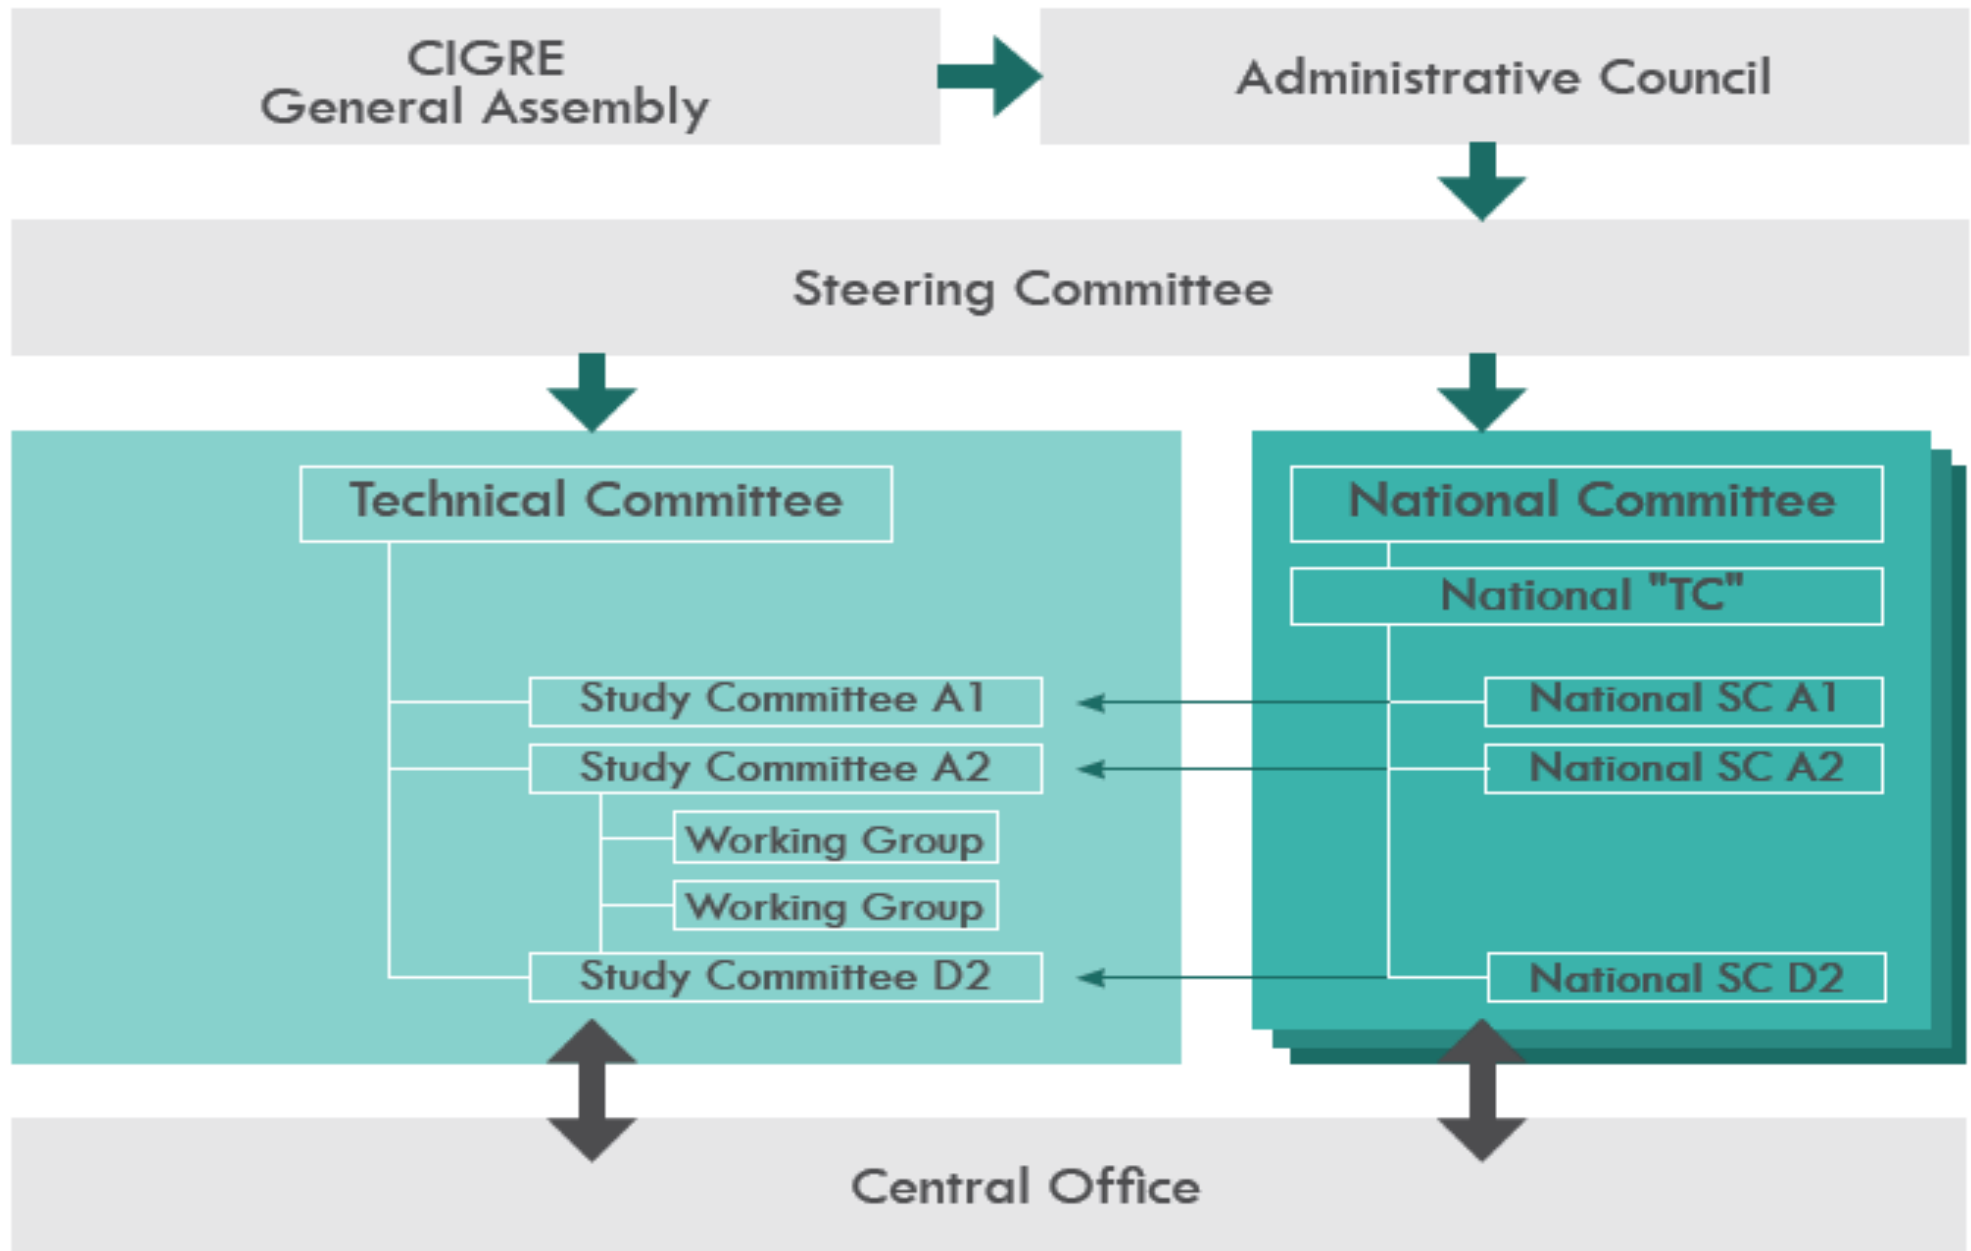 CIGRE
General Assembly
Administrative Council
Steering Committee
Technical Committee
Study Committee A1
Study Committee A2
Working Group
Working Group
Study Committee D2
National Committee
National "TC"
National SC A1
National SC A2
National SC D2
Central Office